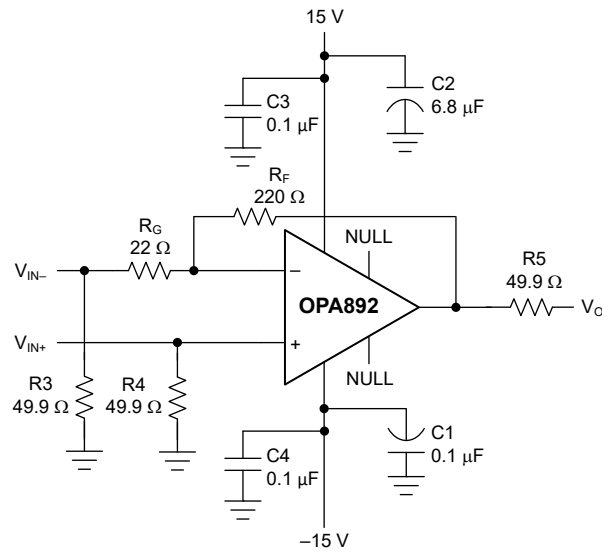 15 V
C3
0.1 µF
C2
6.8 µF
R_F
220 Ω
R_G
22 Ω
NULL
R5
49.9 Ω
V_IN–
–
OPA892
V_O
V_IN+
+
NULL
R3
49.9 Ω
R4
49.9 Ω
C4
0.1 µF
C1
0.1 µF
–15 V